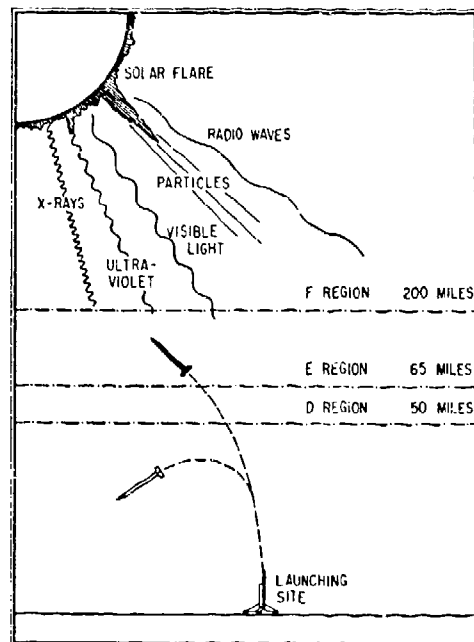 SOLAR FLARE
RADIO WAVES
PARTICLES
X-RAYS
VISIBLE
LIGHT
ULTRA-
VIOLET
F REGION 200 MILES
E REGION 65 MILES
D REGION 50 MILES
LAUNCHING
SITE